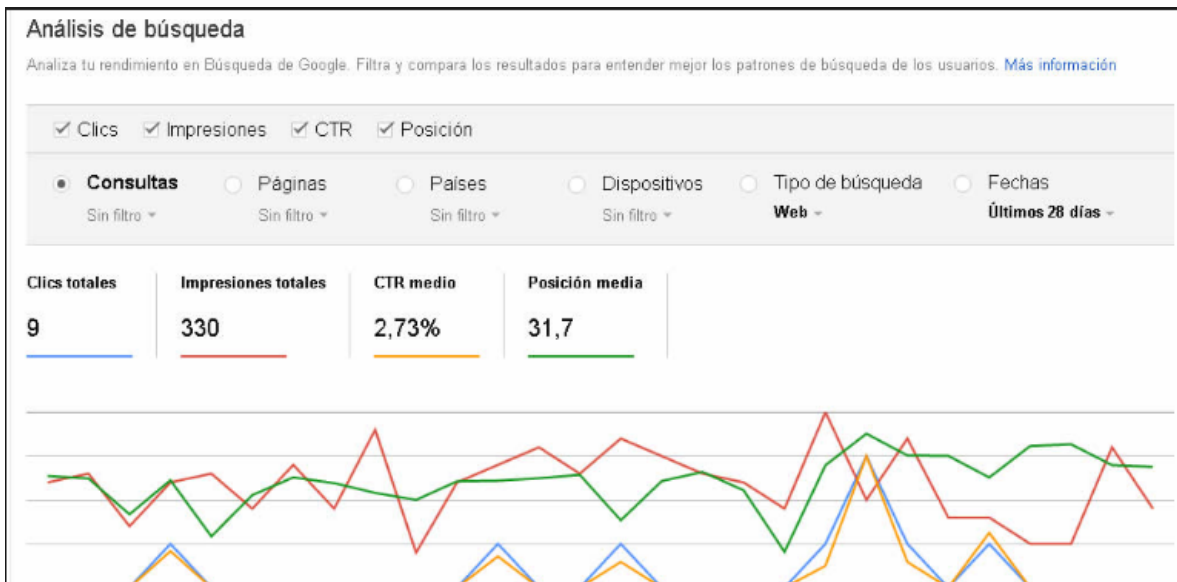 Análisis de búsqueda
Analiza tu rendimiento en Búsqueda de Google. Filtra y compara los resultados para entender mejor los patrones de búsqueda de los usuarios. Más información
Clics Impresiones CTR Posición
Consultas Páginas Países Dispositivos Tipo de búsqueda Fechas
Sin filtro Sin filtro Sin filtro Sin filtro Web Últimos 28 días
Clics totales Impresiones totales CTR medio Posición media
9 330 2,73% 31,7